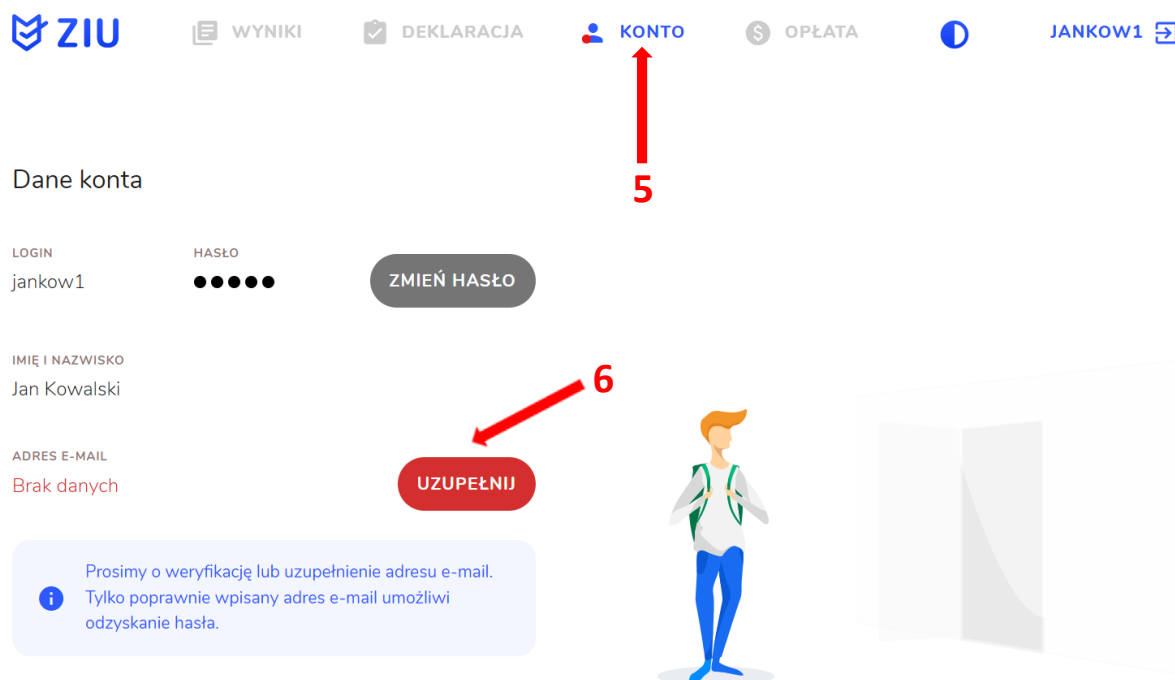 ZIU
WYNIKI
DEKLARACJA
KONTO
OPŁATA
JANKOW1
5
Dane konta
LOGIN
HASŁO
jankow1
ZMIEŃ HASŁO
IMIĘ I NAZWISKO
Jan Kowalski
6
ADRES E-MAIL
Brak danych
UZUPEŁNIJ
Prosimy o weryfikację lub uzupełnienie adresu e-mail.
Tylko poprawnie wpisany adres e-mail umożliwi
odzyskanie hasła.